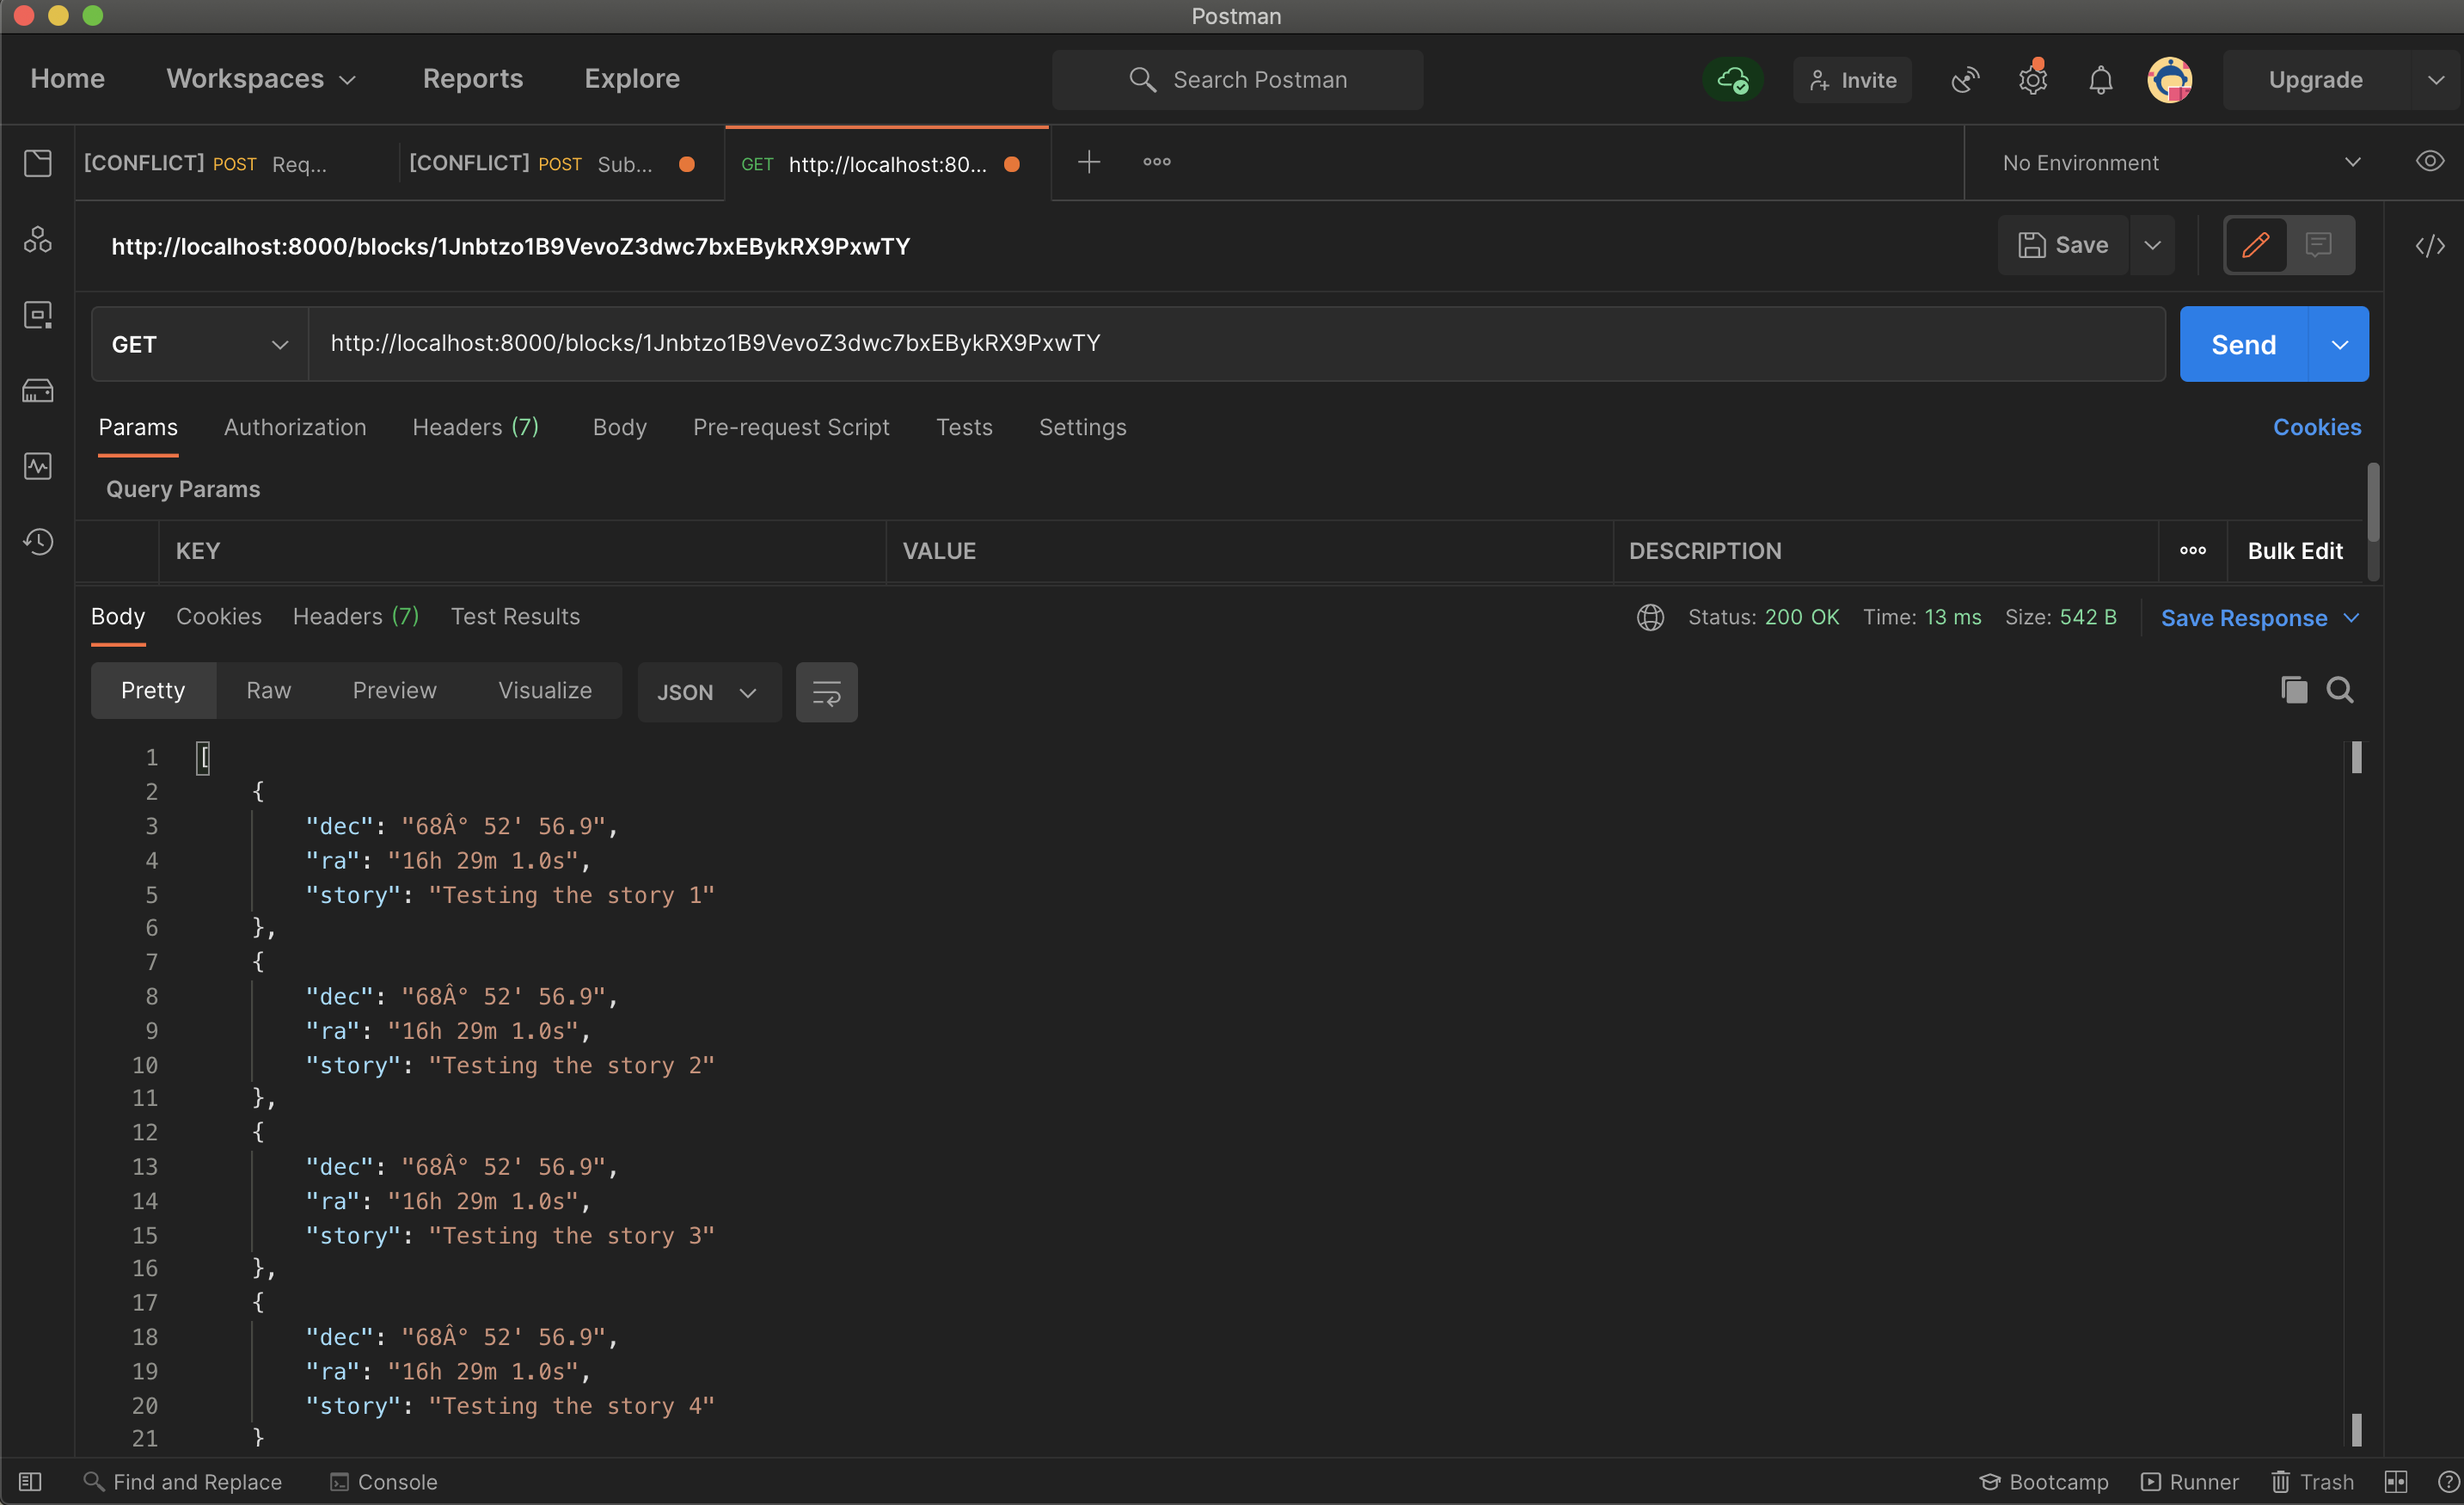 Postman
Home Workspaces Reports Explore Search Postman Invite Upgrade
[CONFLICT] POST Req... [CONFLICT] POST Sub... GET http://localhost:80... No Environment
http://localhost:8000/blocks/1Jnbtzo1B9VevoZ3dwc7bxEBykRX9PxwTY Save
GET http://localhost:8000/blocks/1Jnbtzo1B9VevoZ3dwc7bxEBykRX9PxwTY Send
Params Authorization Headers (7) Body Pre-request Script Tests Settings Cookies
Query Params
KEY VALUE DESCRIPTION Bulk Edit
Body Cookies Headers (7) Test Results Status: 200 OK Time: 13 ms Size: 542 B Save Response
Pretty Raw Preview Visualize JSON
1 [
2 {
3 "dec": "68Â° 52' 56.9",
4 "ra": "16h 29m 1.0s",
5 "story": "Testing the story 1"
6 },
7 {
8 "dec": "68Â° 52' 56.9",
9 "ra": "16h 29m 1.0s",
10 "story": "Testing the story 2"
11 },
12 {
13 "dec": "68Â° 52' 56.9",
14 "ra": "16h 29m 1.0s",
15 "story": "Testing the story 3"
16 },
17 {
18 "dec": "68Â° 52' 56.9",
19 "ra": "16h 29m 1.0s",
20 "story": "Testing the story 4"
21 }
Find and Replace Console Bootcamp Runner Trash